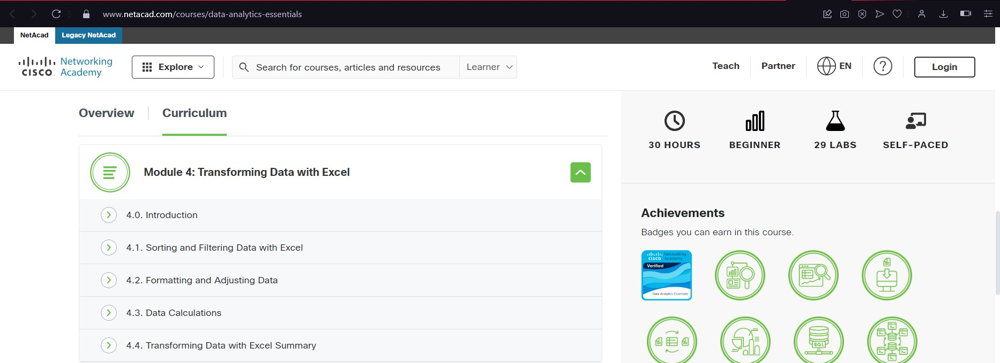 www.netacad.com/courses/data-analytics-essentials
NetAcad
Legacy NetAcad
CISCO
Networking
Academy
Explore
Search for courses, articles and resources
Learner
Teach
Partner
EN
?
Login
Overview
Curriculum
Module 4: Transforming Data with Excel
4.0. Introduction
4.1. Sorting and Filtering Data with Excel
4.2. Formatting and Adjusting Data
4.3. Data Calculations
4.4. Transforming Data with Excel Summary
30 HOURS
BEGINNER
29 LABS
SELF-PACED
Achievements
Badges you can earn in this course.
CISCO
Networking
Academy
Verified
Data Analytics Essentials
SQL